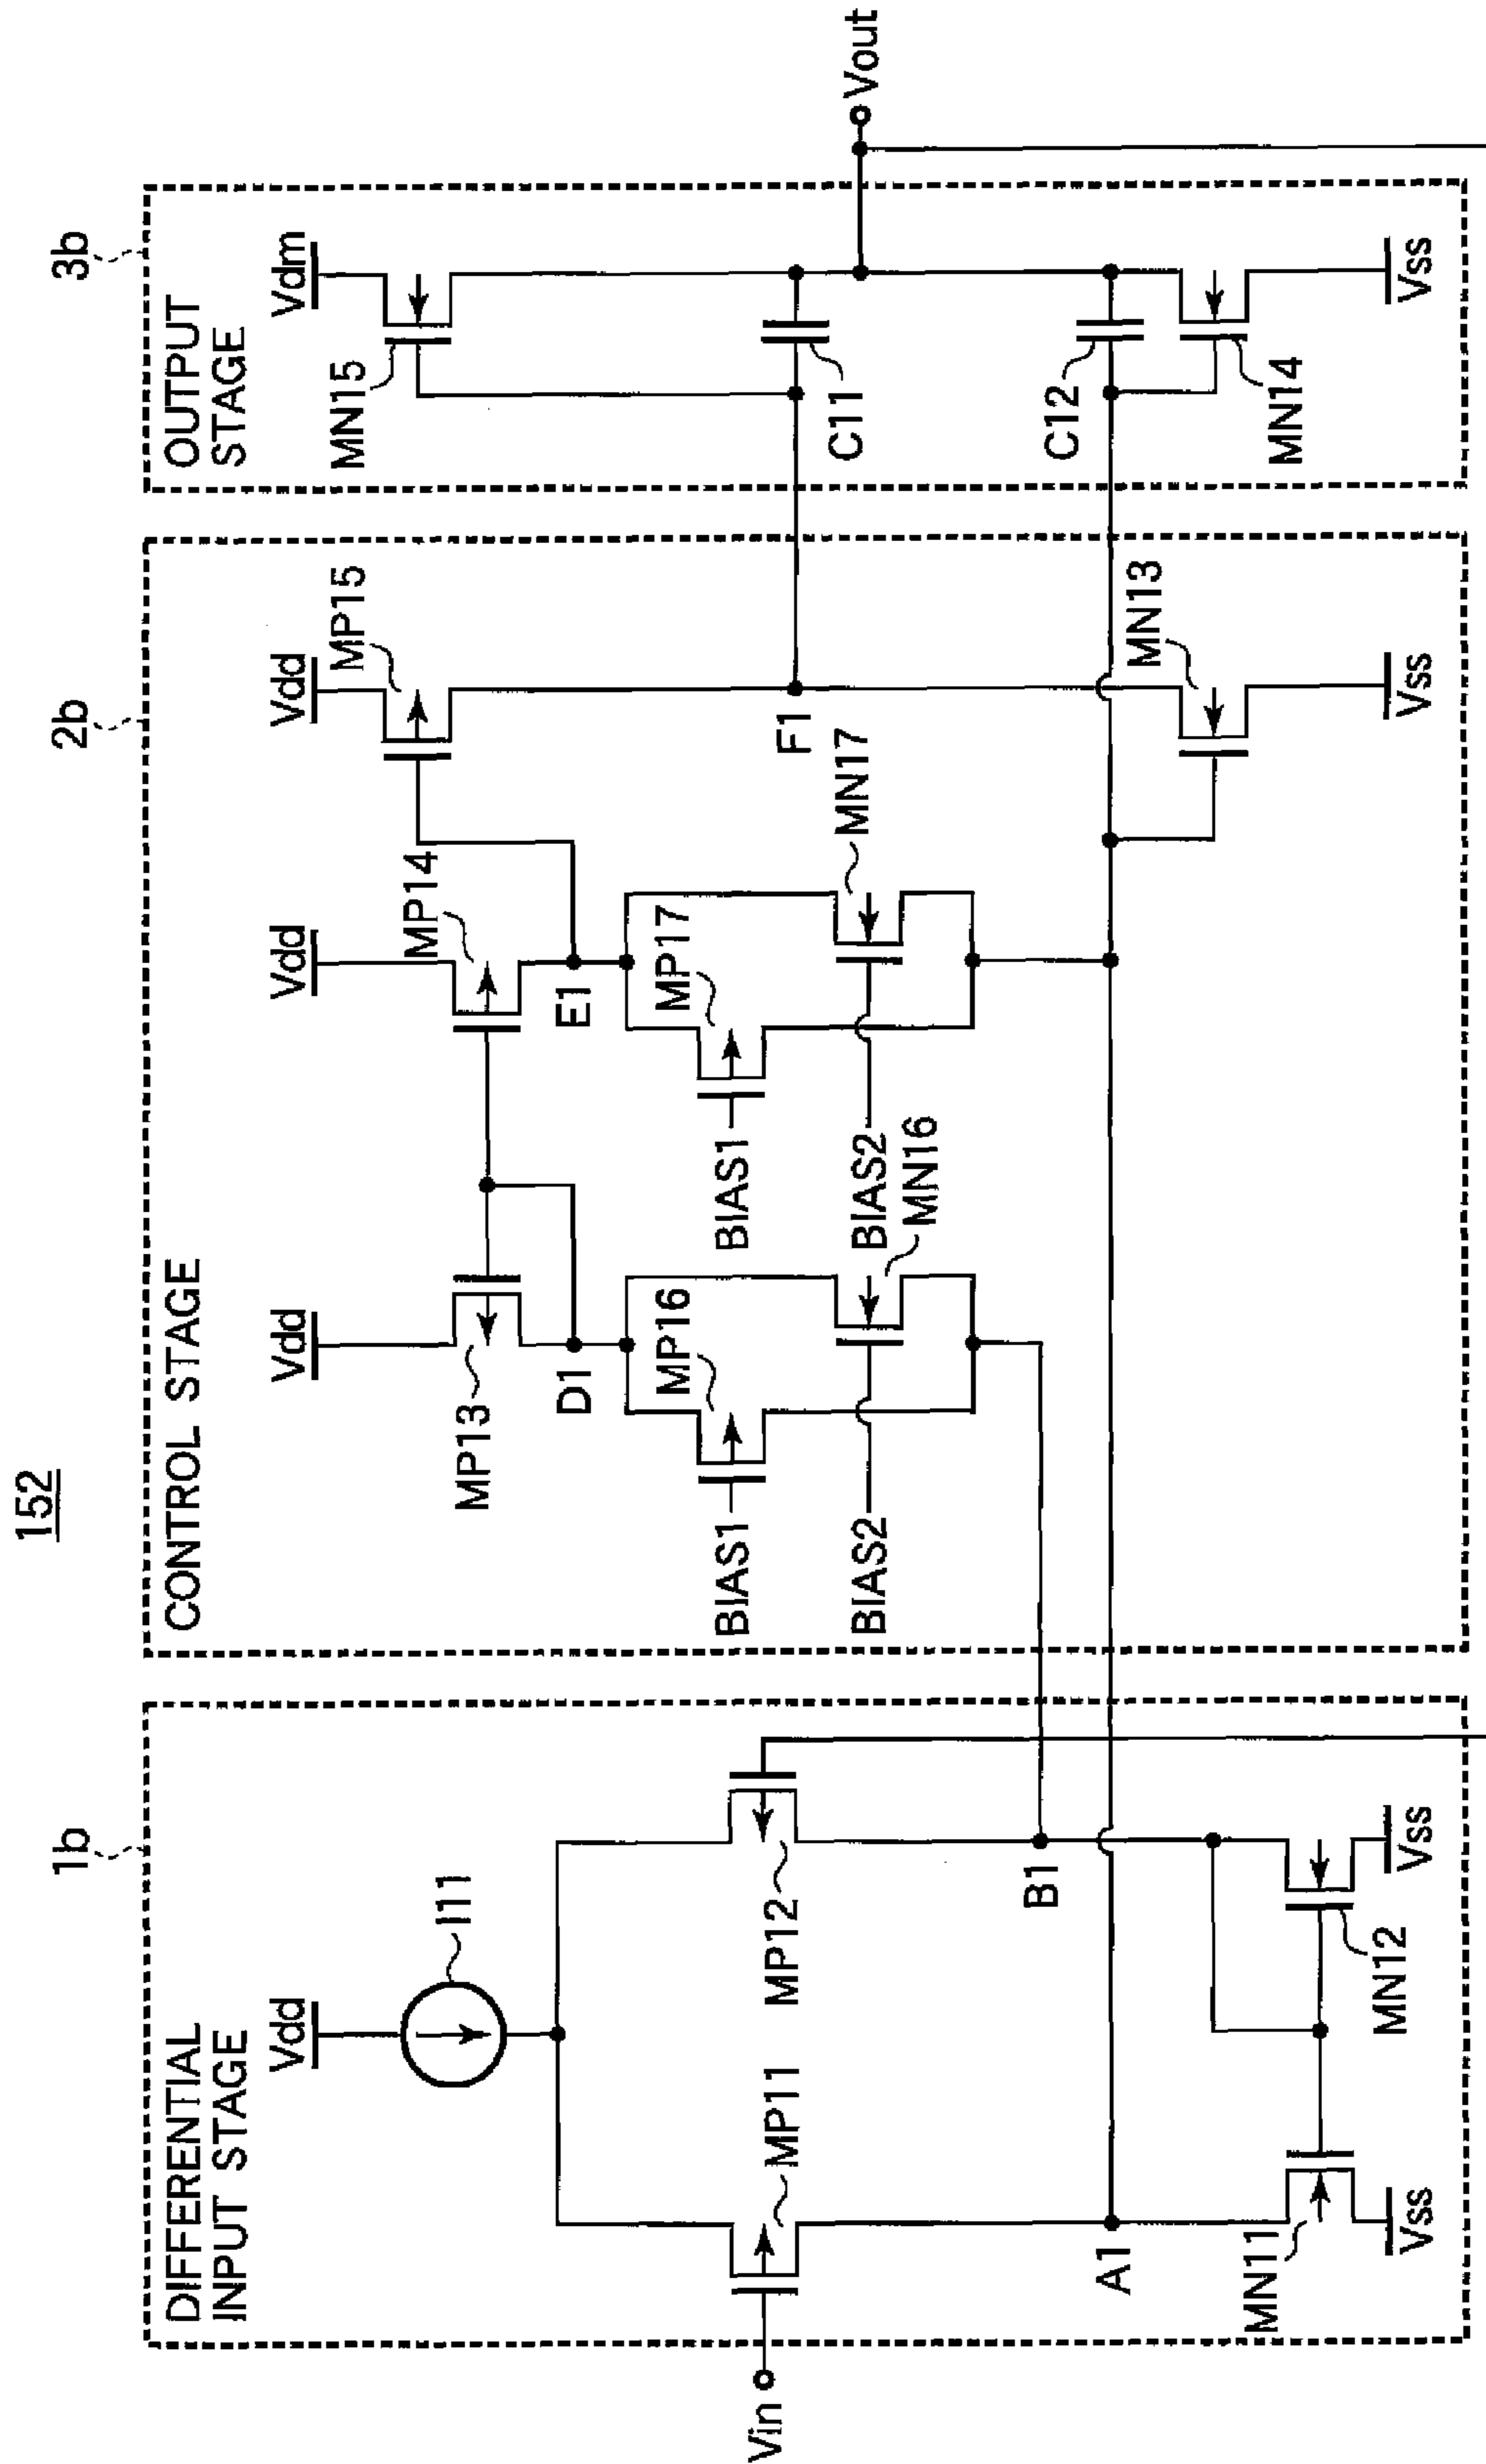 152
1b
DIFFERENTIAL
INPUT STAGE
Vdd
I11
Vin
MP11
MP12
A1
B1
MN11
MN12
Vss
Vss
2b
CONTROL STAGE
Vdd
Vdd
Vdd
MP13
MP14
MP15
D1
E1
BIAS1
MP16
BIAS1
MP17
F1
BIAS2
BIAS2
MN16
MN17
MN13
Vss
3b
OUTPUT
STAGE
Vdm
MN15
C11
Vout
C12
MN14
Vss